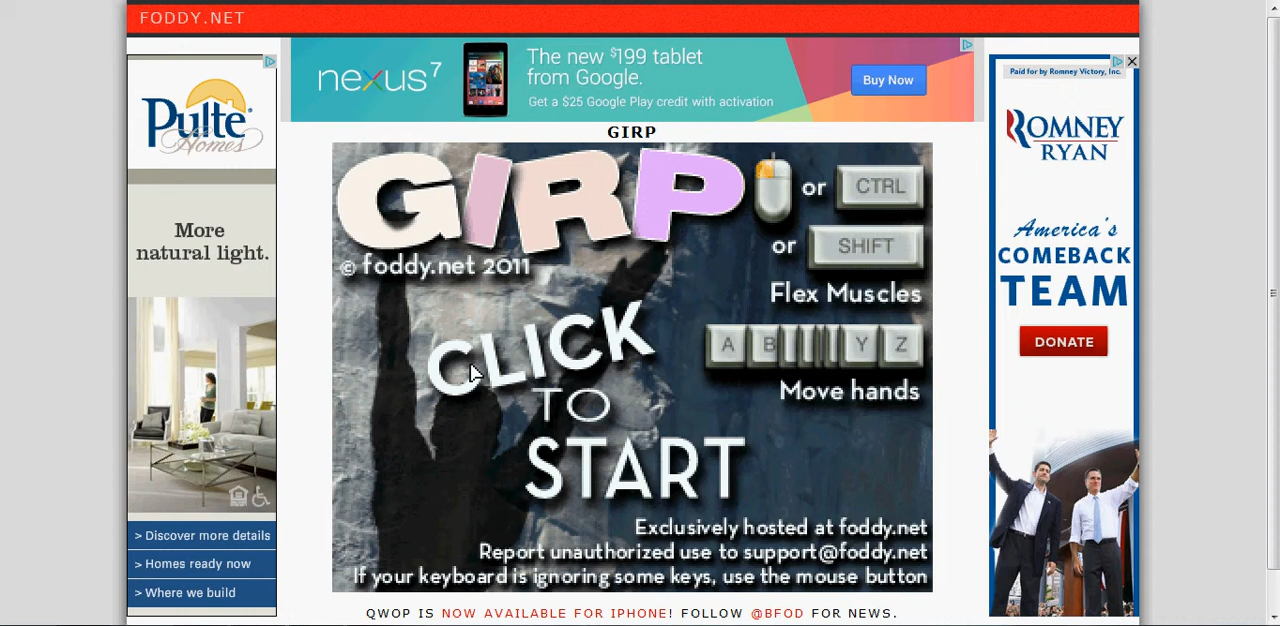 FODDY.NET
nexus 7
The new $199 tablet
from Google.
Get a $25 Google Play credit with activation
Buy Now
Pulte
Homes
More
natural light.
> Discover more details
> Homes ready now
> Where we build
GIRP
GIRP
© foddy.net 2011
or CTRL
or SHIFT
Flex Muscles
A B Y Z
Move hands
CLICK
TO
START
Exclusively hosted at foddy.net
Report unauthorized use to support@foddy.net
If your keyboard is ignoring some keys, use the mouse button
QWOP IS NOW AVAILABLE FOR IPHONE! FOLLOW @BFOD FOR NEWS.
Paid for by Romney Victory, Inc.
ROMNEY
RYAN
America's
COMEBACK
TEAM
DONATE